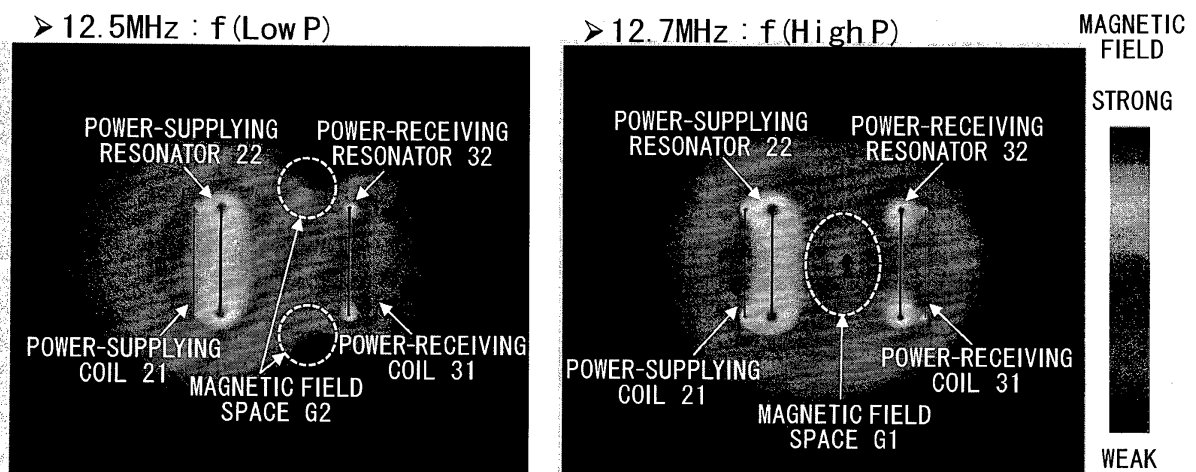 ➤ 12.5MHz : f(Low P)
POWER-SUPPLYING
RESONATOR 22
POWER-RECEIVING
RESONATOR 32
POWER-SUPPLYING
COIL 21
MAGNETIC FIELD
SPACE G2
POWER-RECEIVING
COIL 31
➤ 12.7MHz : f(High P)
POWER-SUPPLYING
RESONATOR 22
POWER-RECEIVING
RESONATOR 32
POWER-SUPPLYING
COIL 21
MAGNETIC FIELD
SPACE G1
POWER-RECEIVING
COIL 31
MAGNETIC
FIELD
STRONG
WEAK